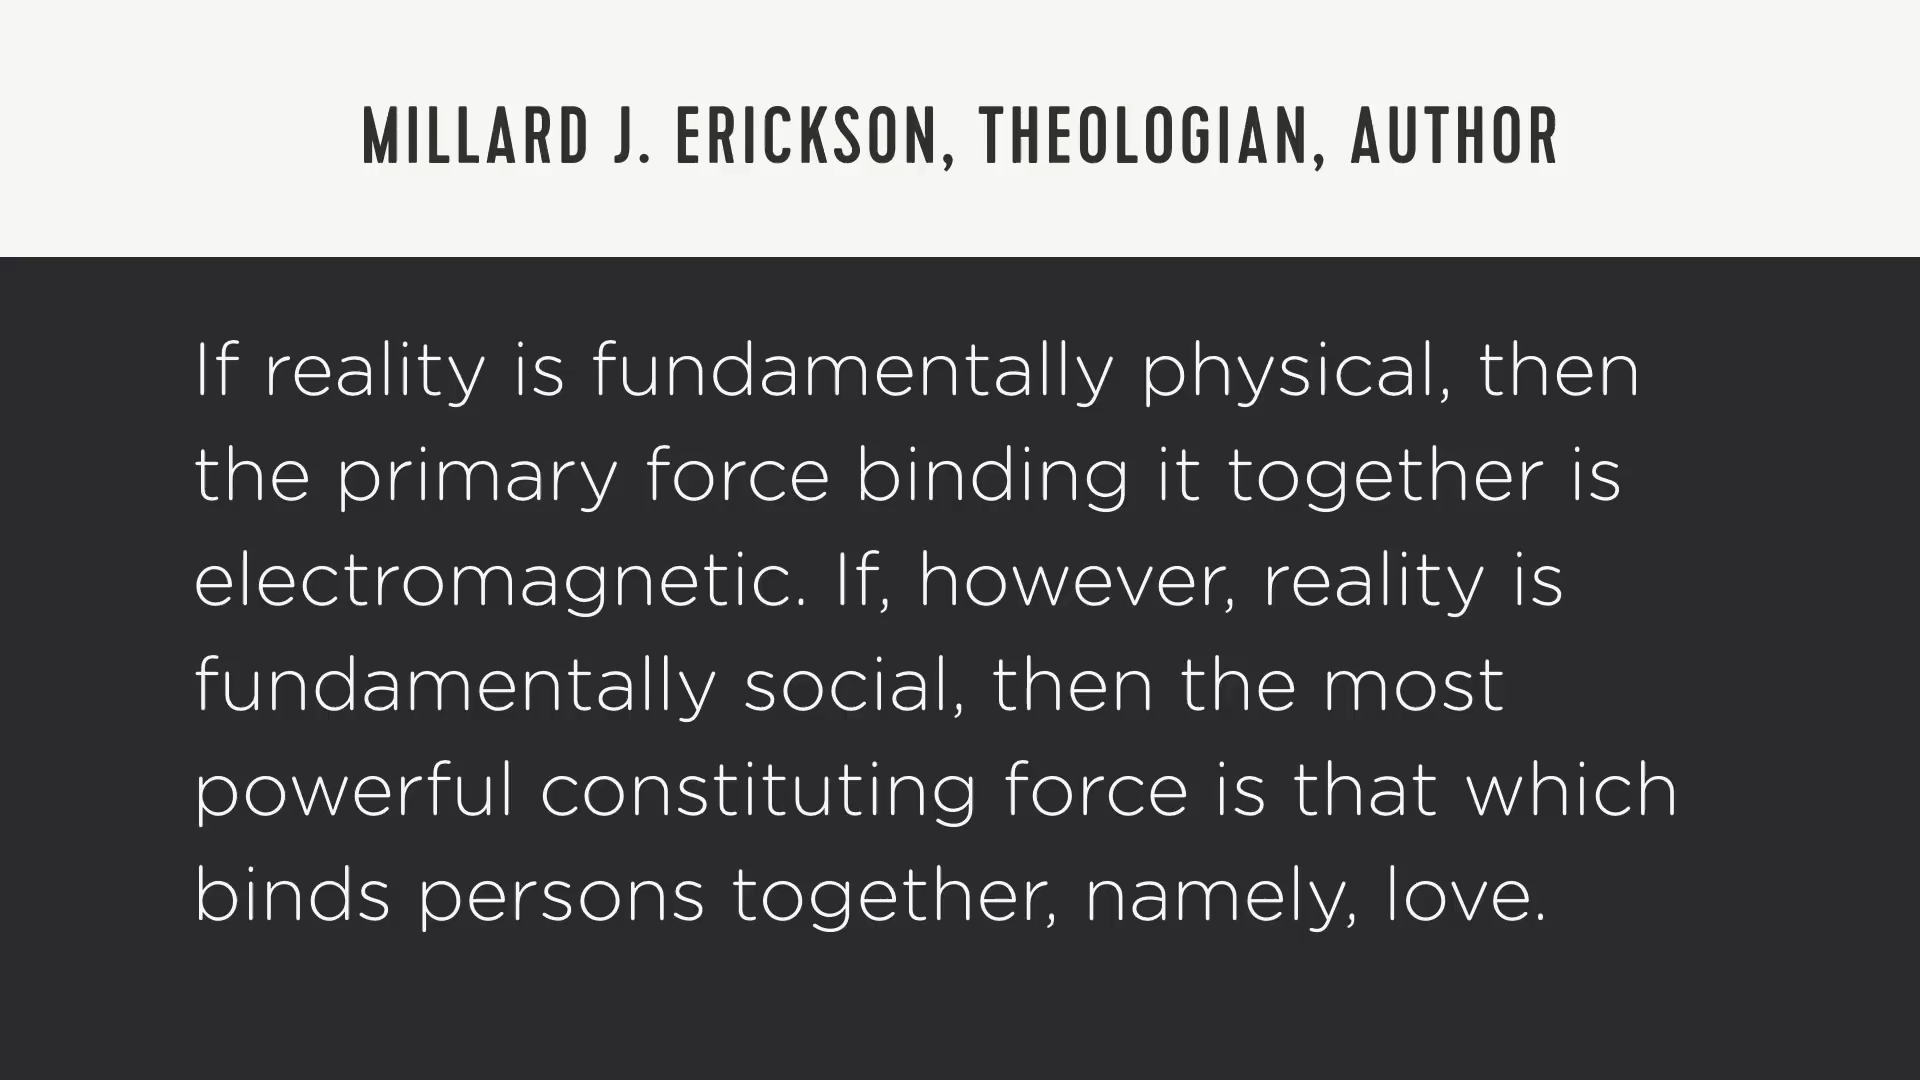 MILLARD J. ERICKSON, THEOLOGIAN, AUTHOR
If reality is fundamentally physical, then
the primary force binding it together is
electromagnetic. If, however, reality is
fundamentally social, then the most
powerful constituting force is that which
binds persons together, namely, love.